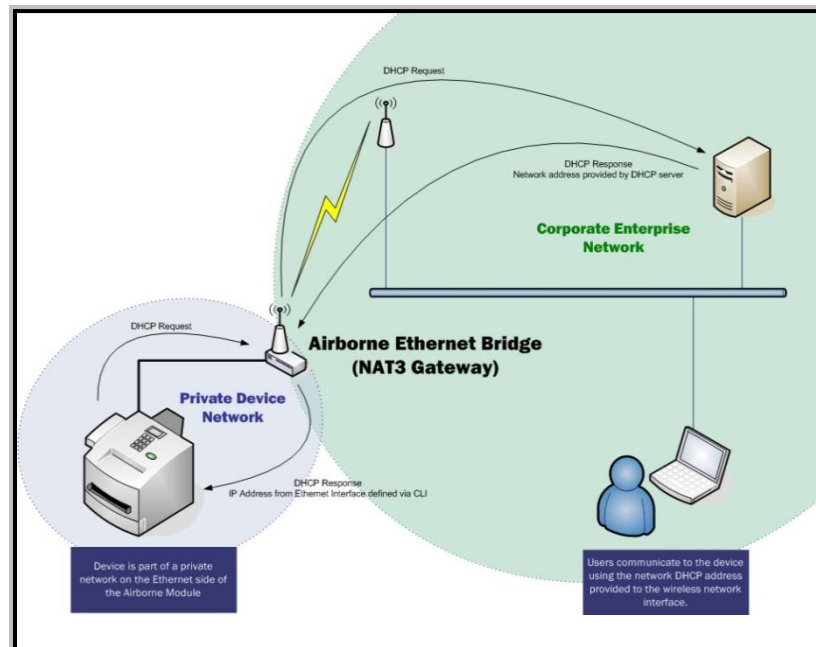 DHCP Request
DHCP Response
Network address provided by DHCP server
Corporate Enterprise
Network
DHCP Request
Airborne Ethernet Bridge
(NAT3 Gateway)
Private Device
Network
DHCP Response
IP Address from Ethernet Interface defined via CLI
Device is part of a private
network on the Ethernet side of
the Airborne Module
Users communicate to the device
using the network DHCP address
provided to the wireless network
interface.